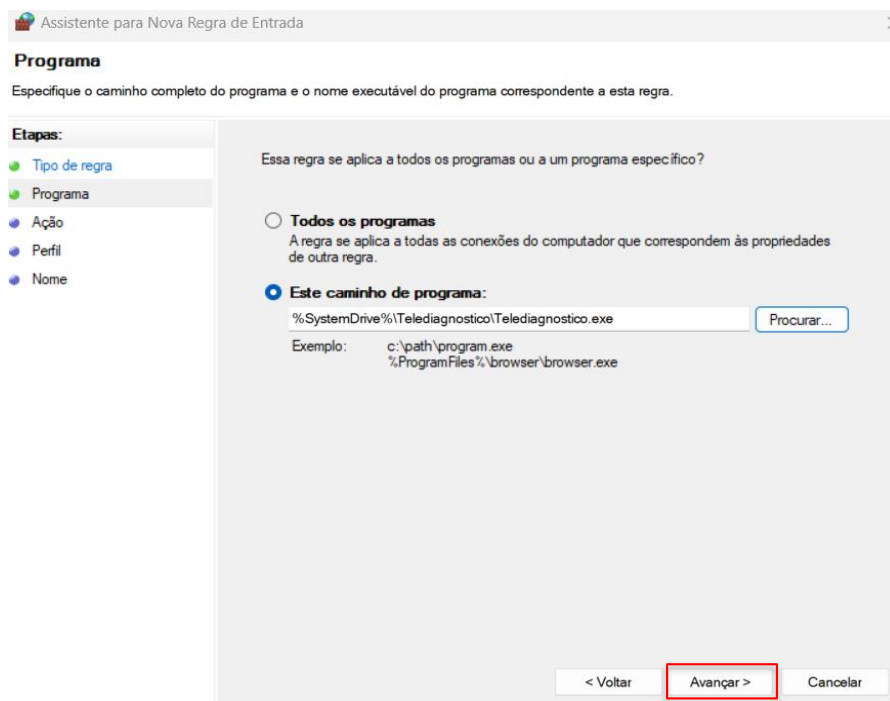 Assistente para Nova Regra de Entrada
Programa
Especifique o caminho completo do programa e o nome executável do programa correspondente a esta regra.
Etapas:
Tipo de regra
Programa
Ação
Perfil
Nome
Essa regra se aplica a todos os programas ou a um programa específico?
Todos os programas
A regra se aplica a todas as conexões do computador que correspondem às propriedades
de outra regra.
Este caminho de programa:
%SystemDrive%\Telediagnostico\Telediagnostico.exe
Procurar...
Exemplo:
c:\path\program.exe
%ProgramFiles%\browser\browser.exe
< Voltar
Avançar >
Cancelar